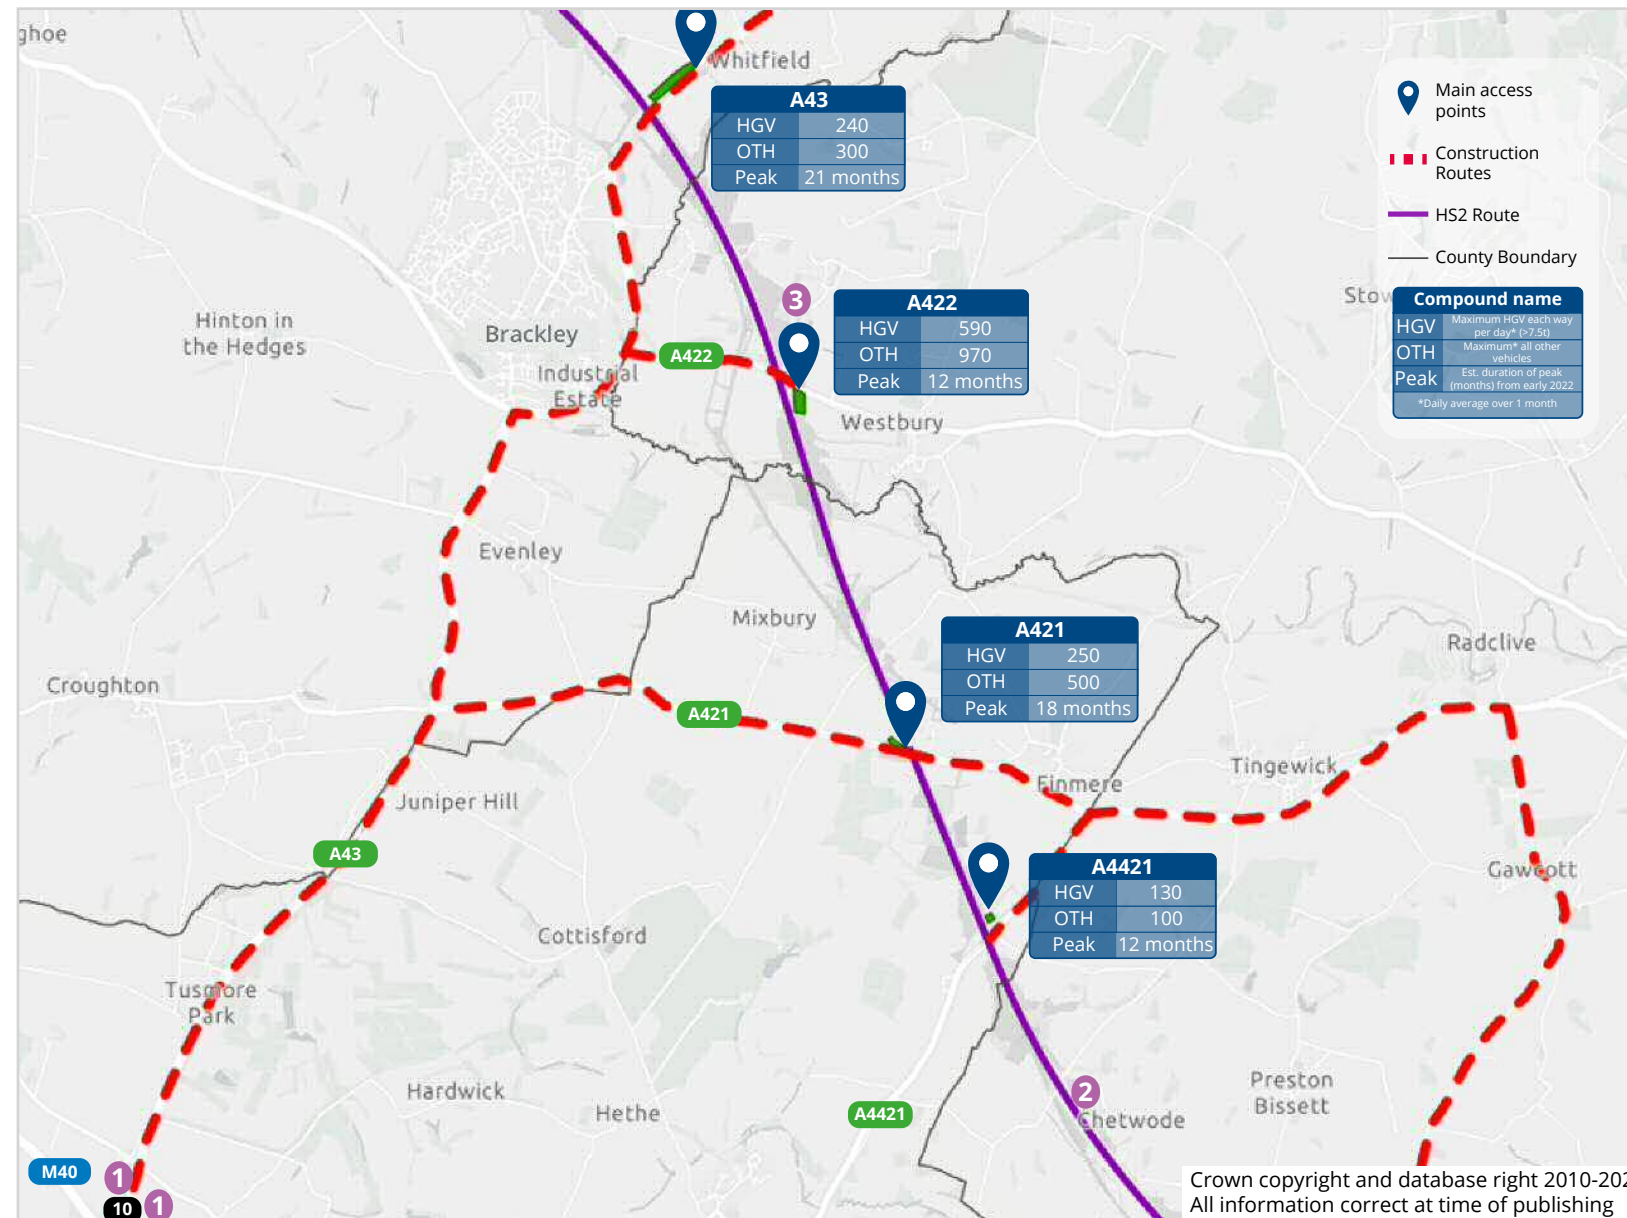 ghoe
Whitfield
A43
HGV 240
OTH 300
Peak 21 months
Main access
points
Construction
Routes
HS2 Route
County Boundary
Stow
Compound name
HGV Maximum HGV each way
per day* (>7.5t)
OTH Maximum* all other
vehicles
Peak Est. duration of peak
(months) from early 2022
*Daily average over 1 month
3
A422
HGV 590
OTH 970
Peak 12 months
Hinton in
the Hedges
Brackley
A422
Industrial
Estate
Westbury
Evenley
Mixbury
A421
HGV 250
OTH 500
Peak 18 months
Radclive
Croughton
A421
Tingewick
Finmere
Juniper Hill
A43
A4421
HGV 130
OTH 100
Peak 12 months
Gawcott
Cottisford
Tusmore
Park
Hardwick
Hethe
A4421
2
Chetwode
Preston
Bissett
M40
1
10
1
Crown copyright and database right 2010-202
All information correct at time of publishing